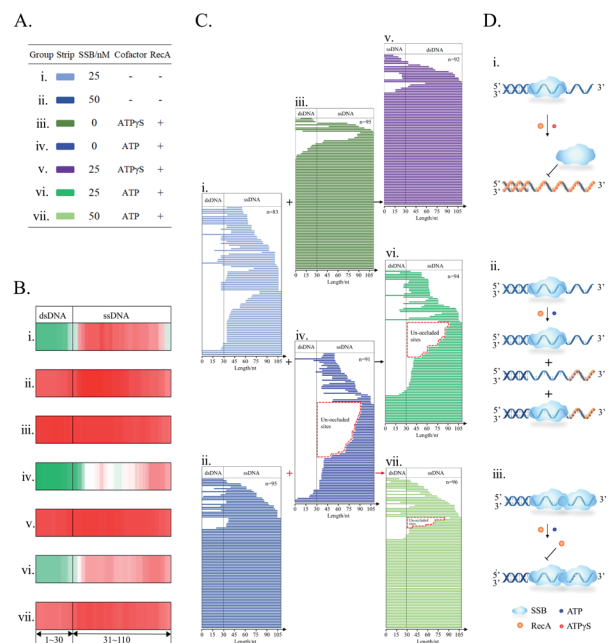 A.
Group Strip SSB/nM Cofactor RecA
i. 25 - -
ii. 50 - -
iii. 0 ATPγS +
iv. 0 ATP +
v. 25 ATPγS +
vi. 25 ATP +
vii. 50 ATP +
B.
dsDNA ssDNA
i.
ii.
iii.
iv.
v.
vi.
vii.
1~30 31~110
C.
i.
dsDNA ssDNA
n=83
0 15 30 45 60 75 90 105
Length/nt
+
ii.
dsDNA ssDNA
n=95
0 15 30 45 60 75 90 105
Length/nt
+
iii.
dsDNA ssDNA
n=95
0 15 30 45 60 75 90 105
Length/nt
+
iv.
dsDNA ssDNA
n=91
Un-occluded
sites
0 15 30 45 60 75 90 105
Length/nt
v.
ssDNA dsDNA
n=92
0 15 30 45 60 75 90 105
Length/nt
vi.
dsDNA ssDNA
n=94
Un-occluded
sites
0 15 30 45 60 75 90 105
Length/nt
vii.
dsDNA ssDNA
n=96
Un-occluded
sites
0 15 30 45 60 75 90 105
Length/nt
D.
i.
5' 3'
3'
5' 3'
3'
ii.
5' 3'
3'
5' 3'
3'
+
5' 3'
3'
+
5' 3'
3'
iii.
5' 3'
3'
5' 3'
3'
SSB ATP
RecA ATPγS